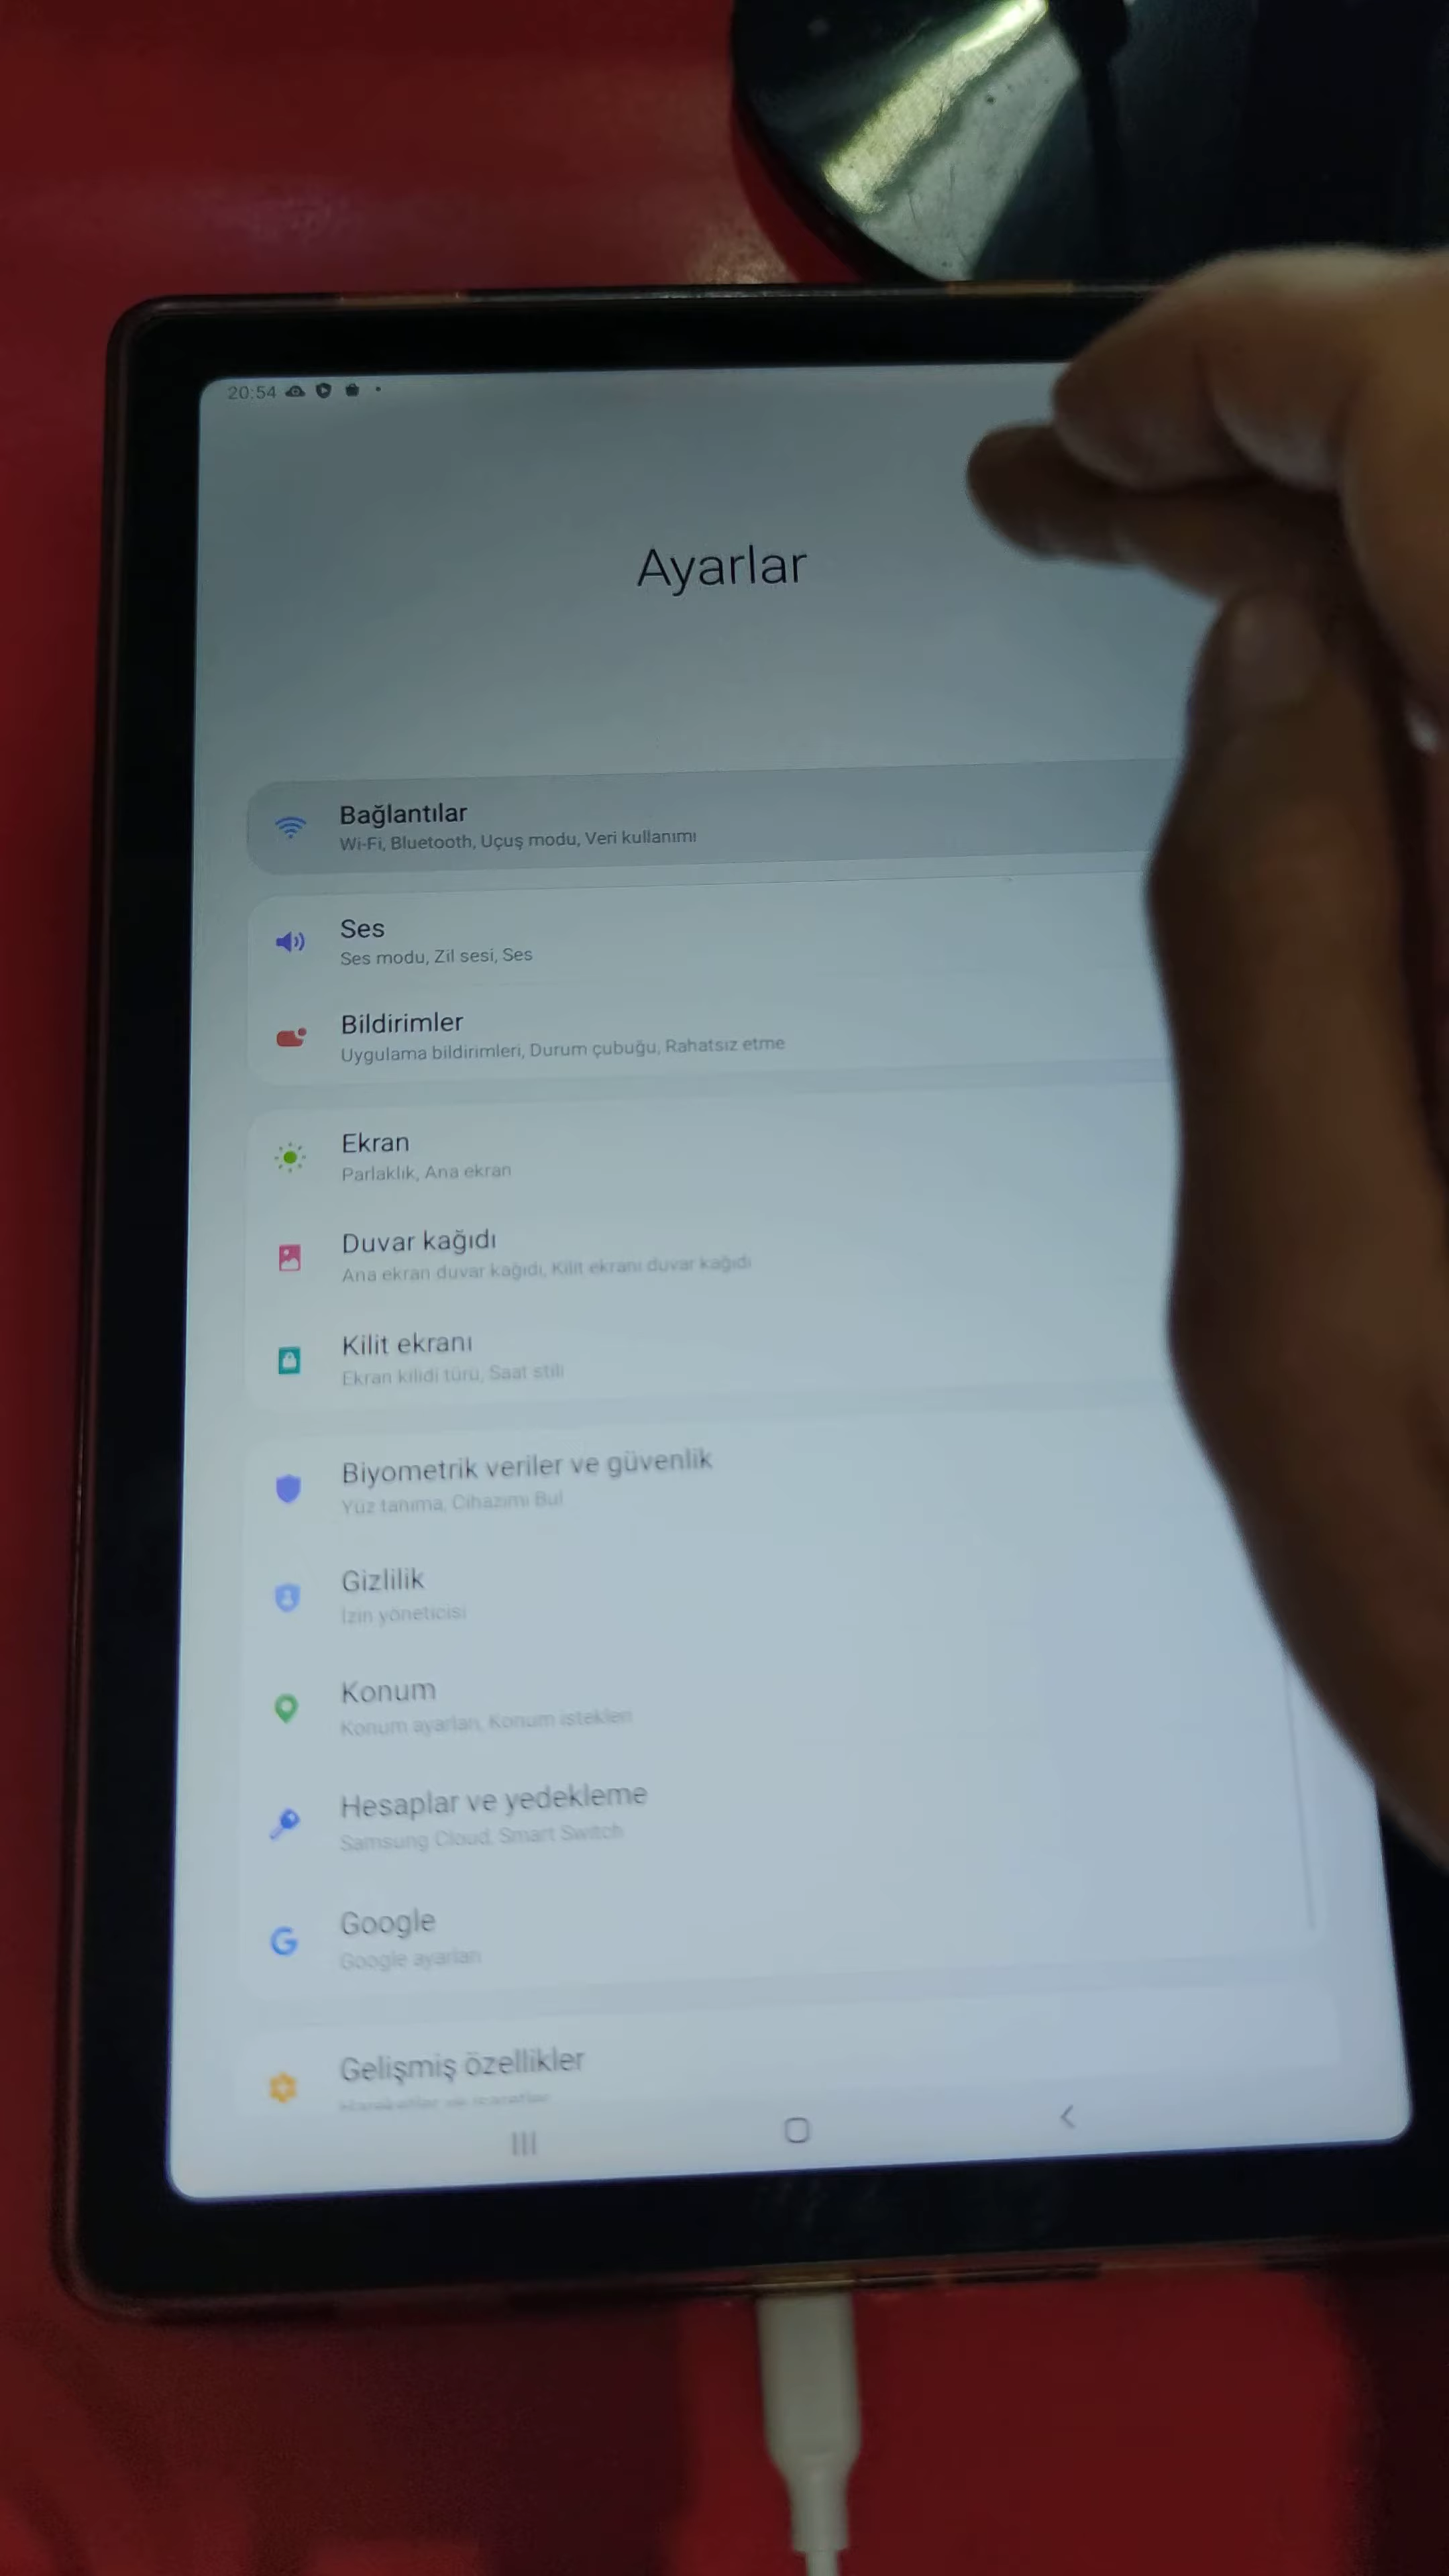 20:54
Ayarlar
Bağlantılar
Wi-Fi, Bluetooth, Uçuş modu, Veri kullanımı
Ses
Ses modu, Zil sesi, Ses
Bildirimler
Uygulama bildirimleri, Durum çubuğu, Rahatsız etme
Ekran
Parlaklık, Ana ekran
Duvar kağıdı
Ana ekran duvar kağıdı, Kilit ekranı duvar kağıdı
Kilit ekranı
Ekran kilidi türü, Saat stili
Biyometrik veriler ve güvenlik
Yüz tanıma, Cihazımı Bul
Gizlilik
İzin yöneticisi
Konum
Konum ayarları, Konum istekleri
Hesaplar ve yedekleme
Samsung Cloud, Smart Switch
Google
Google ayarları
Gelişmiş özellikler